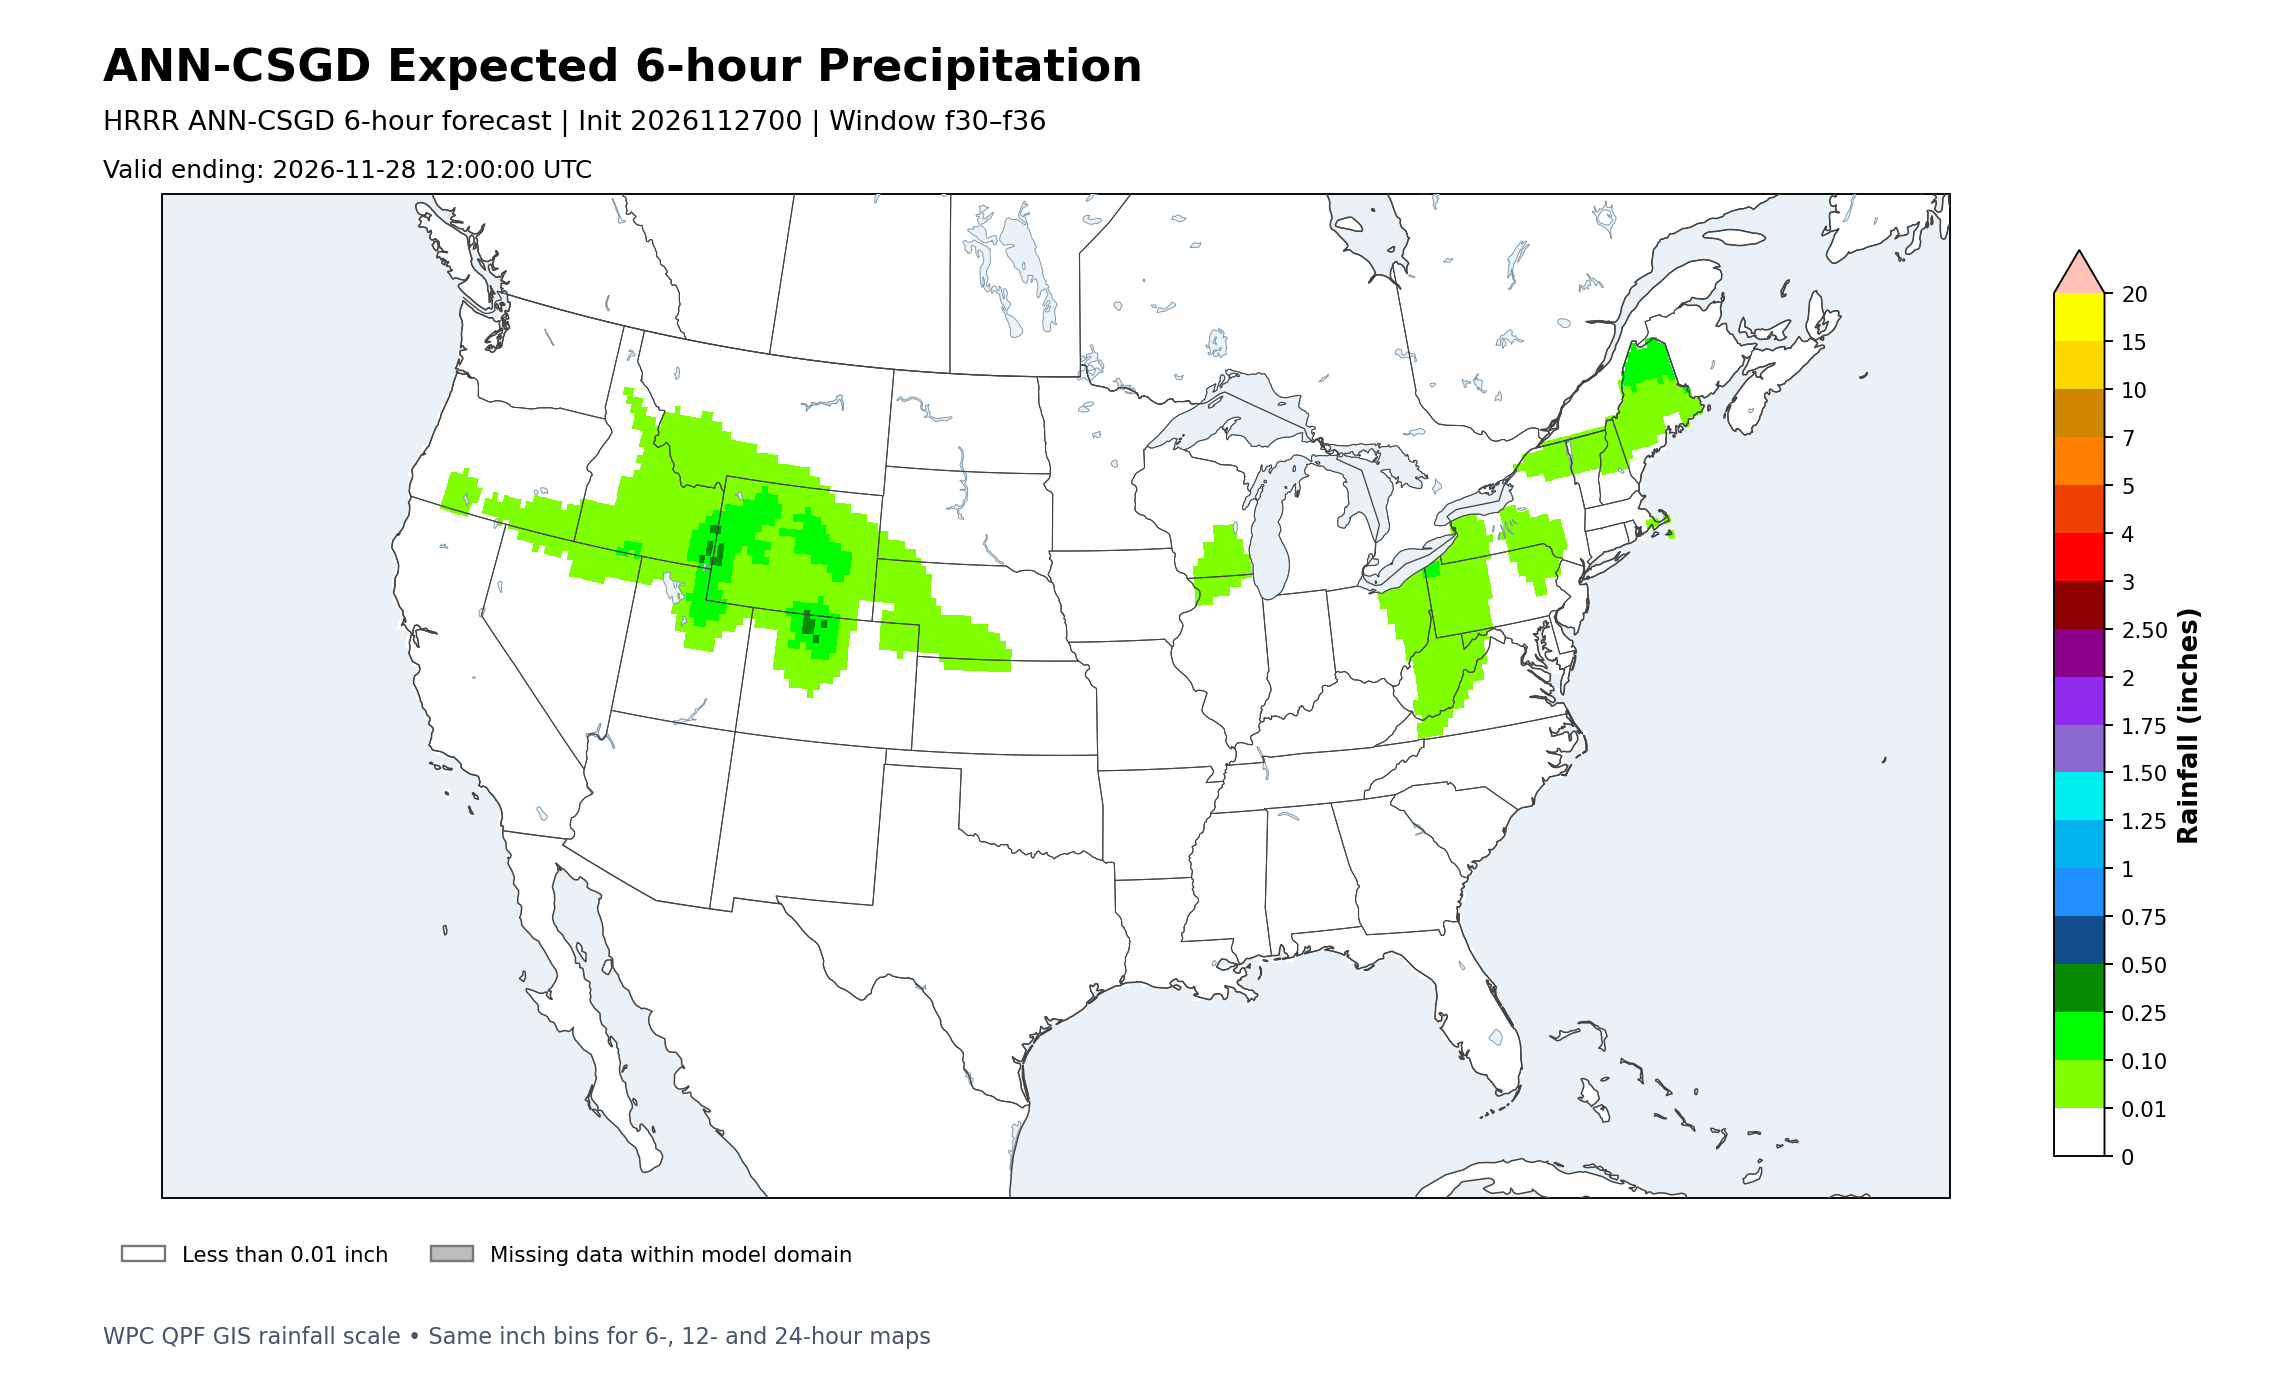 ANN-CSGD Expected 6-hour Precipitation
HRRR ANN-CSGD 6-hour forecast | Init 2026112700 | Window f30–f36
Valid ending: 2026-11-28 12:00:00 UTC
20
15
10
7
5
4
3
2.50
2
1.75
1.50
1.25
1
0.75
0.50
0.25
0.10
0.01
0
Rainfall (inches)
Less than 0.01 inch
Missing data within model domain
WPC QPF GIS rainfall scale • Same inch bins for 6-, 12- and 24-hour maps